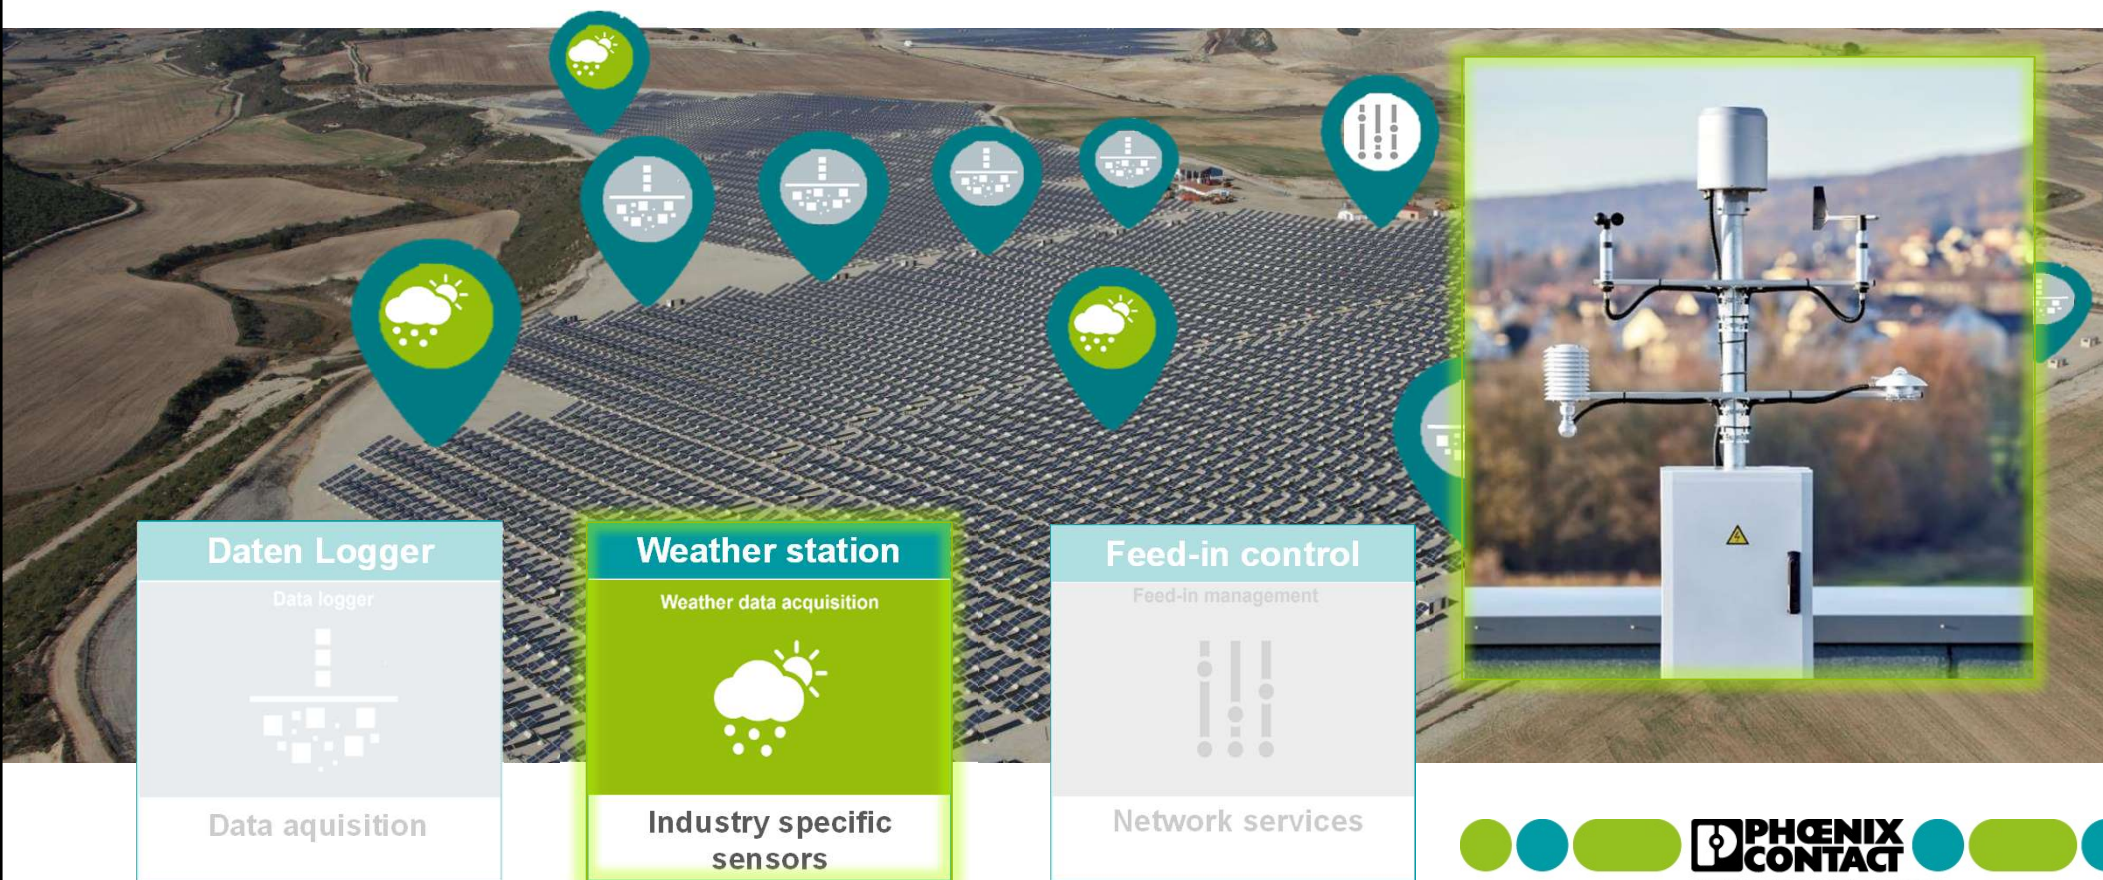 Daten Logger
Data logger
Data aquisition
Weather station
Weather data acquisition
Industry specific
sensors
Feed-in control
Feed-in management
Network services
PHŒNIX
CONTACT